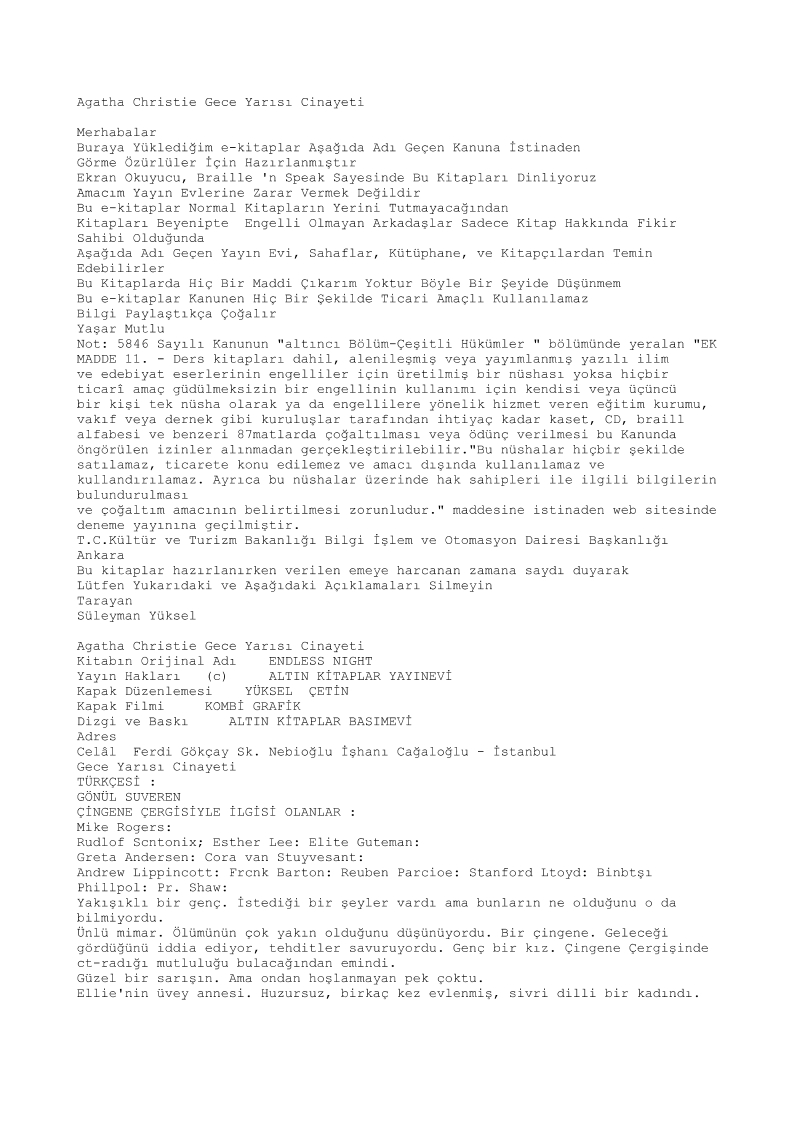 Agatha Christie Gece Yarısı Cinayeti
Merhabalar
Buraya Yüklediğim e-kitaplar Aşağıda Adı Geçen Kanuna İstinaden
Görme Özürlüler İçin Hazırlanmıştır
Ekran Okuyucu, Braille 'n Speak Sayesinde Bu Kitapları Dinliyoruz
Amacım Yayın Evlerine Zarar Vermek Değildir
Bu e-kitaplar Normal Kitapların Yerini Tutmayacağından
Kitapları Beyenipte  Engelli Olmayan Arkadaşlar Sadece Kitap Hakkında Fikir
Sahibi Olduğunda
Aşağıda Adı Geçen Yayın Evi, Sahaflar, Kütüphane, ve Kitapçılardan Temin
Edebilirler
Bu Kitaplarda Hiç Bir Maddi Çıkarım Yoktur Böyle Bir Şeyide Düşünmem
Bu e-kitaplar Kanunen Hiç Bir Şekilde Ticari Amaçlı Kullanılamaz
Bilgi Paylaştıkça Çoğalır
Yaşar Mutlu
Not: 5846 Sayılı Kanunun "altıncı Bölüm-Çeşitli Hükümler " bölümünde yeralan "EK
MADDE 11. - Ders kitapları dahil, alenileşmiş veya yayımlanmış yazılı ilim
ve edebiyat eserlerinin engelliler için üretilmiş bir nüshası yoksa hiçbir
ticarî amaç güdülmeksizin bir engellinin kullanımı için kendisi veya üçüncü
bir kişi tek nüsha olarak ya da engellilere yönelik hizmet veren eğitim kurumu,
vakıf veya dernek gibi kuruluşlar tarafından ihtiyaç kadar kaset, CD, braill
alfabesi ve benzeri 87matlarda çoğaltılması veya ödünç verilmesi bu Kanunda
öngörülen izinler alınmadan gerçekleştirilebilir."Bu nüshalar hiçbir şekilde
satılamaz, ticarete konu edilemez ve amacı dışında kullanılamaz ve
kullandırılamaz. Ayrıca bu nüshalar üzerinde hak sahipleri ile ilgili bilgilerin
bulundurulması
ve çoğaltım amacının belirtilmesi zorunludur." maddesine istinaden web sitesinde
deneme yayınına geçilmiştir.
T.C.Kültür ve Turizm Bakanlığı Bilgi İşlem ve Otomasyon Dairesi Başkanlığı
Ankara
Bu kitaplar hazırlanırken verilen emeye harcanan zamana saydı duyarak
Lütfen Yukarıdaki ve Aşağıdaki Açıklamaları Silmeyin
Tarayan
Süleyman Yüksel
Agatha Christie Gece Yarısı Cinayeti
Kitabın Orijinal Adı    ENDLESS NIGHT
Yayın Hakları   (c)     ALTIN KİTAPLAR YAYINEVİ
Kapak Düzenlemesi    YÜKSEL  ÇETİN
Kapak Filmi     KOMBİ GRAFİK
Dizgi ve Baskı     ALTIN KİTAPLAR BASIMEVİ
Adres
Celâl  Ferdi Gökçay Sk. Nebioğlu İşhanı Cağaloğlu - İstanbul
Gece Yarısı Cinayeti
TÜRKÇESİ :
GÖNÜL SUVEREN
ÇİNGENE ÇERGİSİYLE İLGİSİ OLANLAR :
Mike Rogers:
Rudlof Scntonix; Esther Lee: Elite Guteman:
Greta Andersen: Cora van Stuyvesant:
Andrew Lippincott: Frcnk Barton: Reuben Parcioe: Stanford Ltoyd: Binbtşı
Phillpol: Pr. Shaw:
Yakışıklı bir genç. İstediği bir şeyler vardı ama bunların ne olduğunu o da
bilmiyordu.
Ünlü mimar. Ölümünün çok yakın olduğunu düşünüyordu. Bir çingene. Geleceği
gördüğünü iddia ediyor, tehditler savuruyordu. Genç bir kız. Çingene Çergişinde
ct-radığı mutluluğu bulacağından emindi.
Güzel bir sarışın. Ama ondan hoşlanmayan pek çoktu.
Ellie'nin üvey annesi. Huzursuz, birkaç kez evlenmiş, sivri dilli bir kadındı.